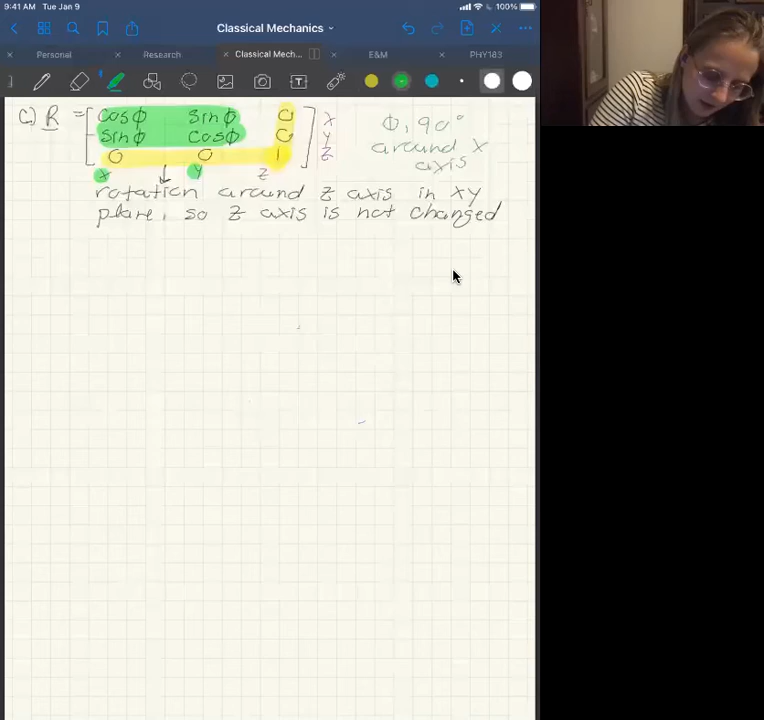 9:41 AM Tue Jan 9
100%
Classical Mechanics
Personal
Research
Classical Mech...
E&M
PHY183
c) R = [ cosφ sinφ 0 ] x
-sinφ cosφ 0 y
0 0 1 z
x y z
φ, 90°
around x
axis
rotation around z axis in xy
plane, so z axis is not changed